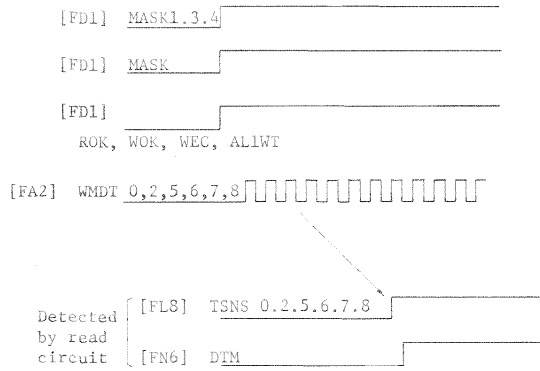 [FD1] MASK1.3.4
[FD1] MASK
[FD1]
ROK, WOK, WEC, AL1WT
[FA2] WMDT 0,2,5,6,7,8
[FL8] TSNS 0.2.5.6.7.8
Detected
by read
circuit
[FN6] DTM